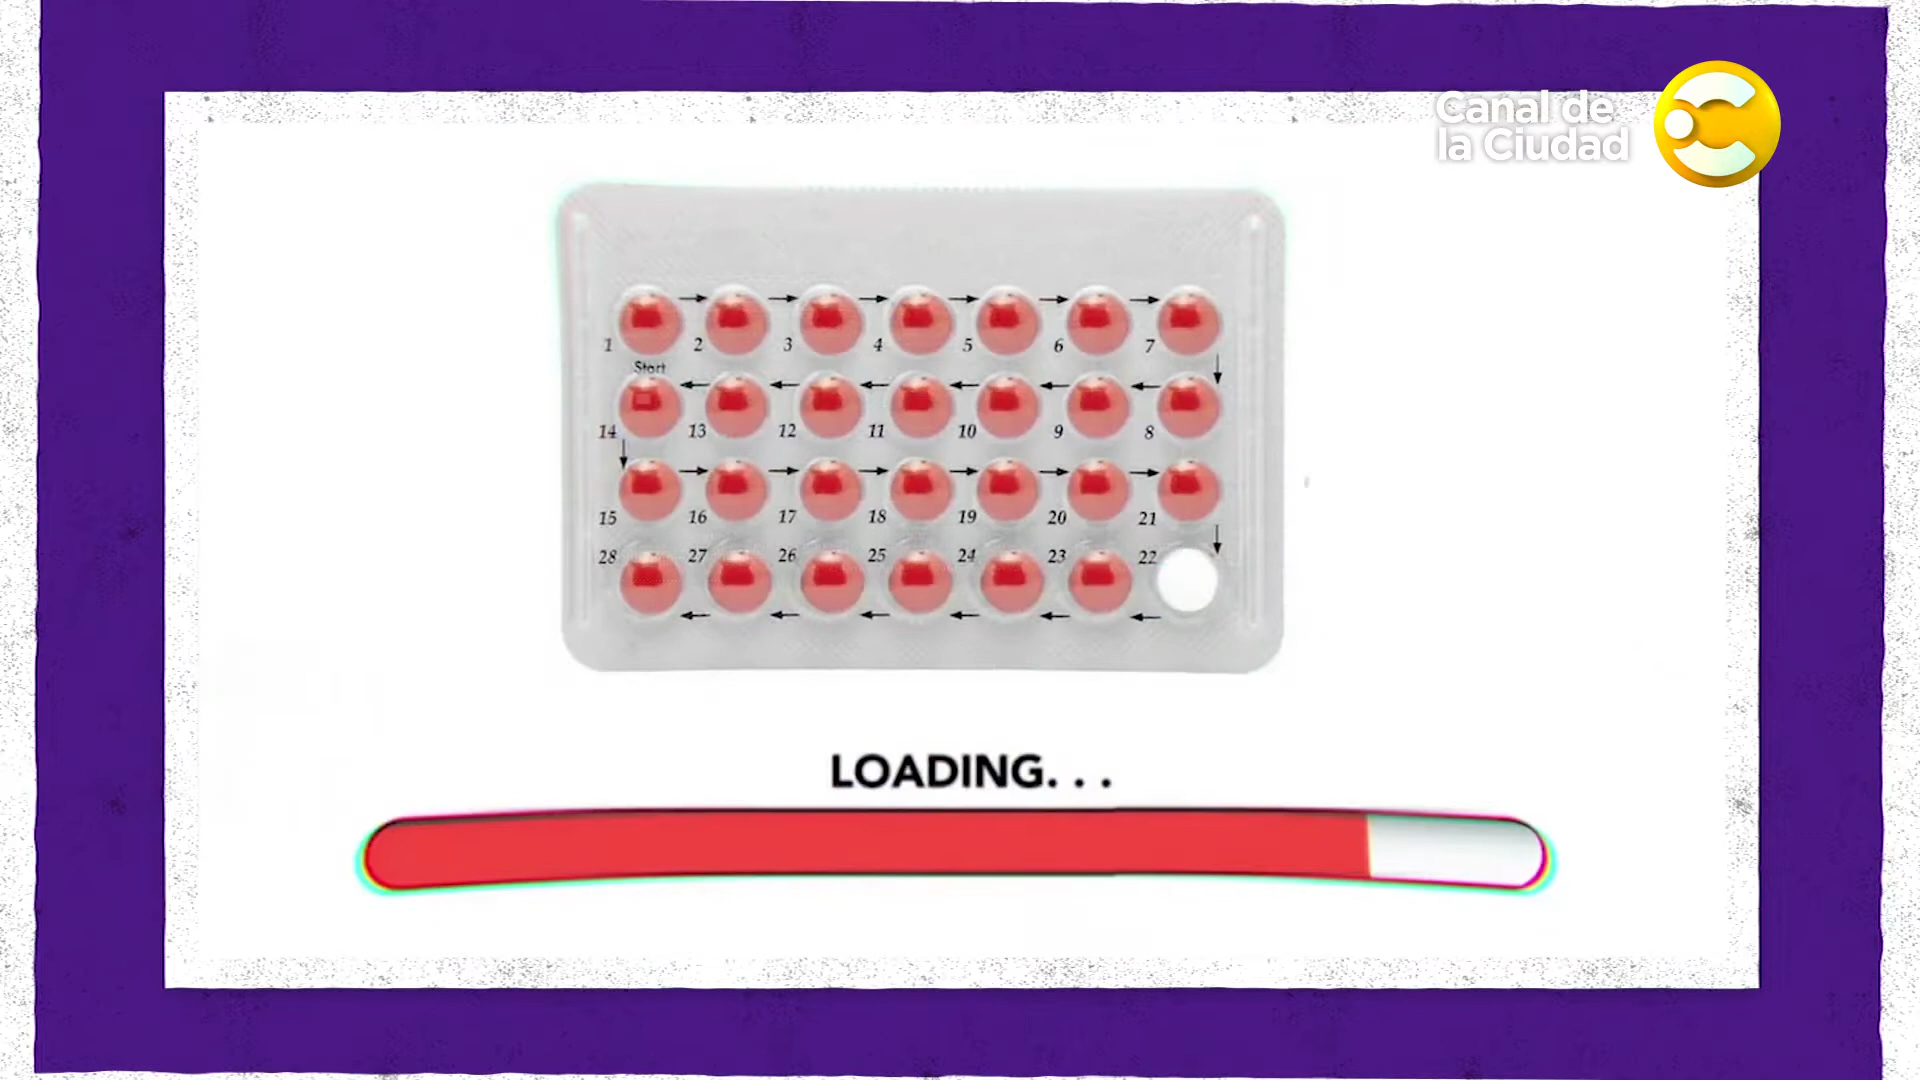 Canal de
la Ciudad
1 2 3 4 5 6 7
Start
14 13 12 11 10 9 8
15 16 17 18 19 20 21
28 27 26 25 24 23 22
LOADING. . .